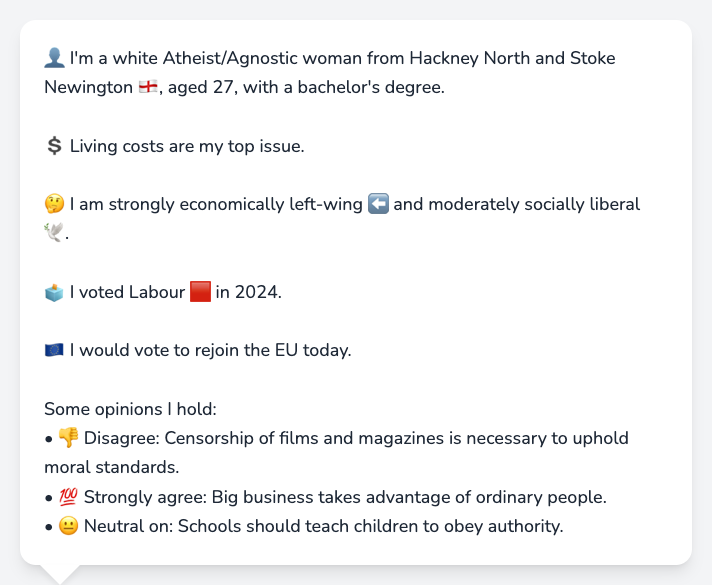 👤 I'm a white Atheist/Agnostic woman from Hackney North and Stoke
Newington 🏴󠁧󠁢󠁥󠁮󠁧󠁿, aged 27, with a bachelor's degree.
💲 Living costs are my top issue.
🤔 I am strongly economically left-wing ⬅️ and moderately socially liberal
🕊️.
🗳️ I voted Labour 🟥 in 2024.
🇪🇺 I would vote to rejoin the EU today.
Some opinions I hold:
• 👎 Disagree: Censorship of films and magazines is necessary to uphold
moral standards.
• 💯 Strongly agree: Big business takes advantage of ordinary people.
• 😐 Neutral on: Schools should teach children to obey authority.